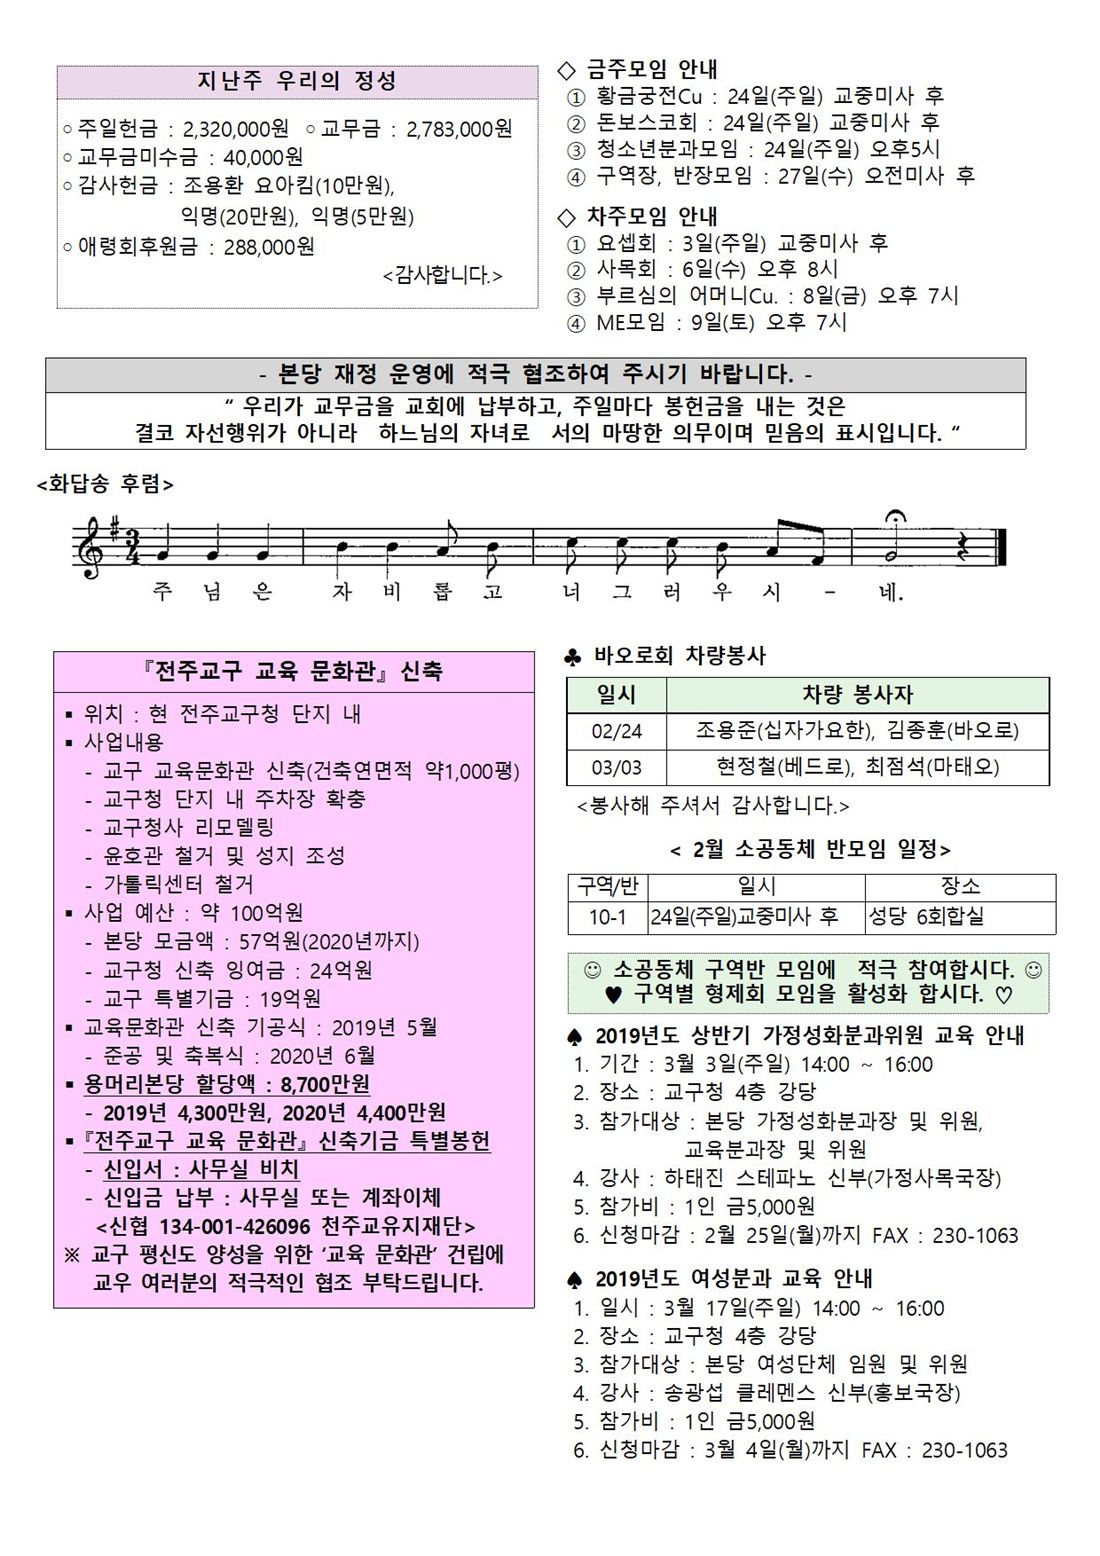 지난주 우리의 정성
○ 주일헌금 : 2,320,000원 ○ 교무금 : 2,783,000원
○ 교무금미수금 : 40,000원
○ 감사헌금 : 조용환 요아킴(10만원),
익명(20만원), 익명(5만원)
○ 애령회후원금 : 288,000원
<감사합니다.>
◇ 금주모임 안내
① 황금궁전Cu : 24일(주일) 교중미사 후
② 돈보스코회 : 24일(주일) 교중미사 후
③ 청소년분과모임 : 24일(주일) 오후5시
④ 구역장, 반장모임 : 27일(수) 오전미사 후
◇ 차주모임 안내
① 요셉회 : 3일(주일) 교중미사 후
② 사목회 : 6일(수) 오후 8시
③ 부르심의 어머니Cu. : 8일(금) 오후 7시
④ ME모임 : 9일(토) 오후 7시
- 본당 재정 운영에 적극 협조하여 주시기 바랍니다. -
“ 우리가 교무금을 교회에 납부하고, 주일마다 봉헌금을 내는 것은
결코 자선행위가 아니라 하느님의 자녀로 서의 마땅한 의무이며 믿음의 표시입니다. “
<화답송 후렴>
3
4
주 님 은 자 비 롭 고 너 그 러 우 시 - 네.
『전주교구 교육 문화관』 신축
▪ 위치 : 현 전주교구청 단지 내
▪ 사업내용
- 교구 교육문화관 신축(건축연면적 약1,000평)
- 교구청 단지 내 주차장 확충
- 교구청사 리모델링
- 윤호관 철거 및 성지 조성
- 가톨릭센터 철거
▪ 사업 예산 : 약 100억원
- 본당 모금액 : 57억원(2020년까지)
- 교구청 신축 잉여금 : 24억원
- 교구 특별기금 : 19억원
▪ 교육문화관 신축 기공식 : 2019년 5월
- 준공 및 축복식 : 2020년 6월
▪ 용머리본당 할당액 : 8,700만원
- 2019년 4,300만원, 2020년 4,400만원
▪ 『전주교구 교육 문화관』 신축기금 특별봉헌
- 신입서 : 사무실 비치
- 신입금 납부 : 사무실 또는 계좌이체
<신협 134-001-426096 천주교유지재단>
※ 교구 평신도 양성을 위한 ‘교육 문화관’ 건립에
교우 여러분의 적극적인 협조 부탁드립니다.
♣ 바오로회 차량봉사
일시 차량 봉사자
02/24 조용준(십자가요한), 김종훈(바오로)
03/03 현정철(베드로), 최점석(마태오)
<봉사해 주셔서 감사합니다.>
< 2월 소공동체 반모임 일정>
구역/반 일시 장소
10-1 24일(주일)교중미사 후 성당 6회합실
☺ 소공동체 구역반 모임에 적극 참여합시다. ☺
♥ 구역별 형제회 모임을 활성화 합시다. ♡
♠ 2019년도 상반기 가정성화분과위원 교육 안내
1. 기간 : 3월 3일(주일) 14:00 ~ 16:00
2. 장소 : 교구청 4층 강당
3. 참가대상 : 본당 가정성화분과장 및 위원,
교육분과장 및 위원
4. 강사 : 하태진 스테파노 신부(가정사목국장)
5. 참가비 : 1인 금5,000원
6. 신청마감 : 2월 25일(월)까지 FAX : 230-1063
♠ 2019년도 여성분과 교육 안내
1. 일시 : 3월 17일(주일) 14:00 ~ 16:00
2. 장소 : 교구청 4층 강당
3. 참가대상 : 본당 여성단체 임원 및 위원
4. 강사 : 송광섭 클레멘스 신부(홍보국장)
5. 참가비 : 1인 금5,000원
6. 신청마감 : 3월 4일(월)까지 FAX : 230-1063